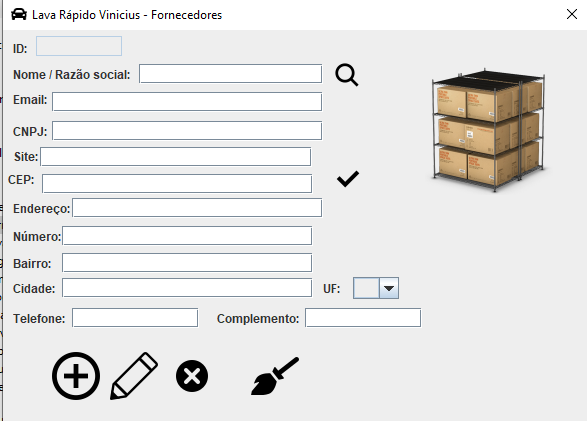 Lava Rápido Vinicius - Fornecedores
ID:
Nome / Razão social:
Email:
CNPJ:
Site:
CEP:
Endereço:
Número:
Bairro:
Cidade: UF:
Telefone: Complemento: